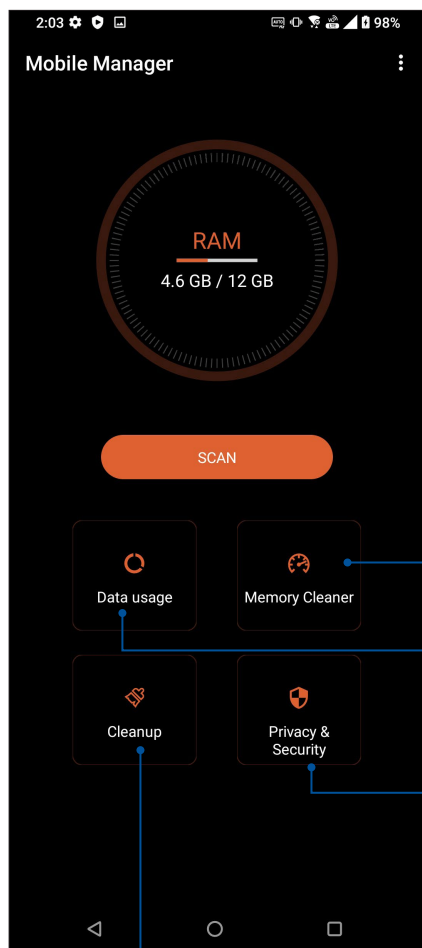 2:03 98%
Mobile Manager
RAM
4.6 GB / 12 GB
SCAN
Data usage
Memory Cleaner
Cleanup
Privacy &
Security